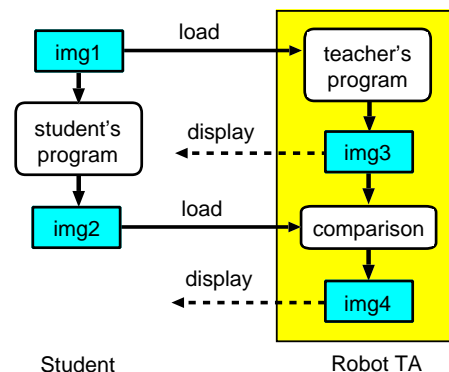 img1
load
teacher's
program
student's
program
display
img3
img2
load
comparison
display
img4
Student
Robot TA